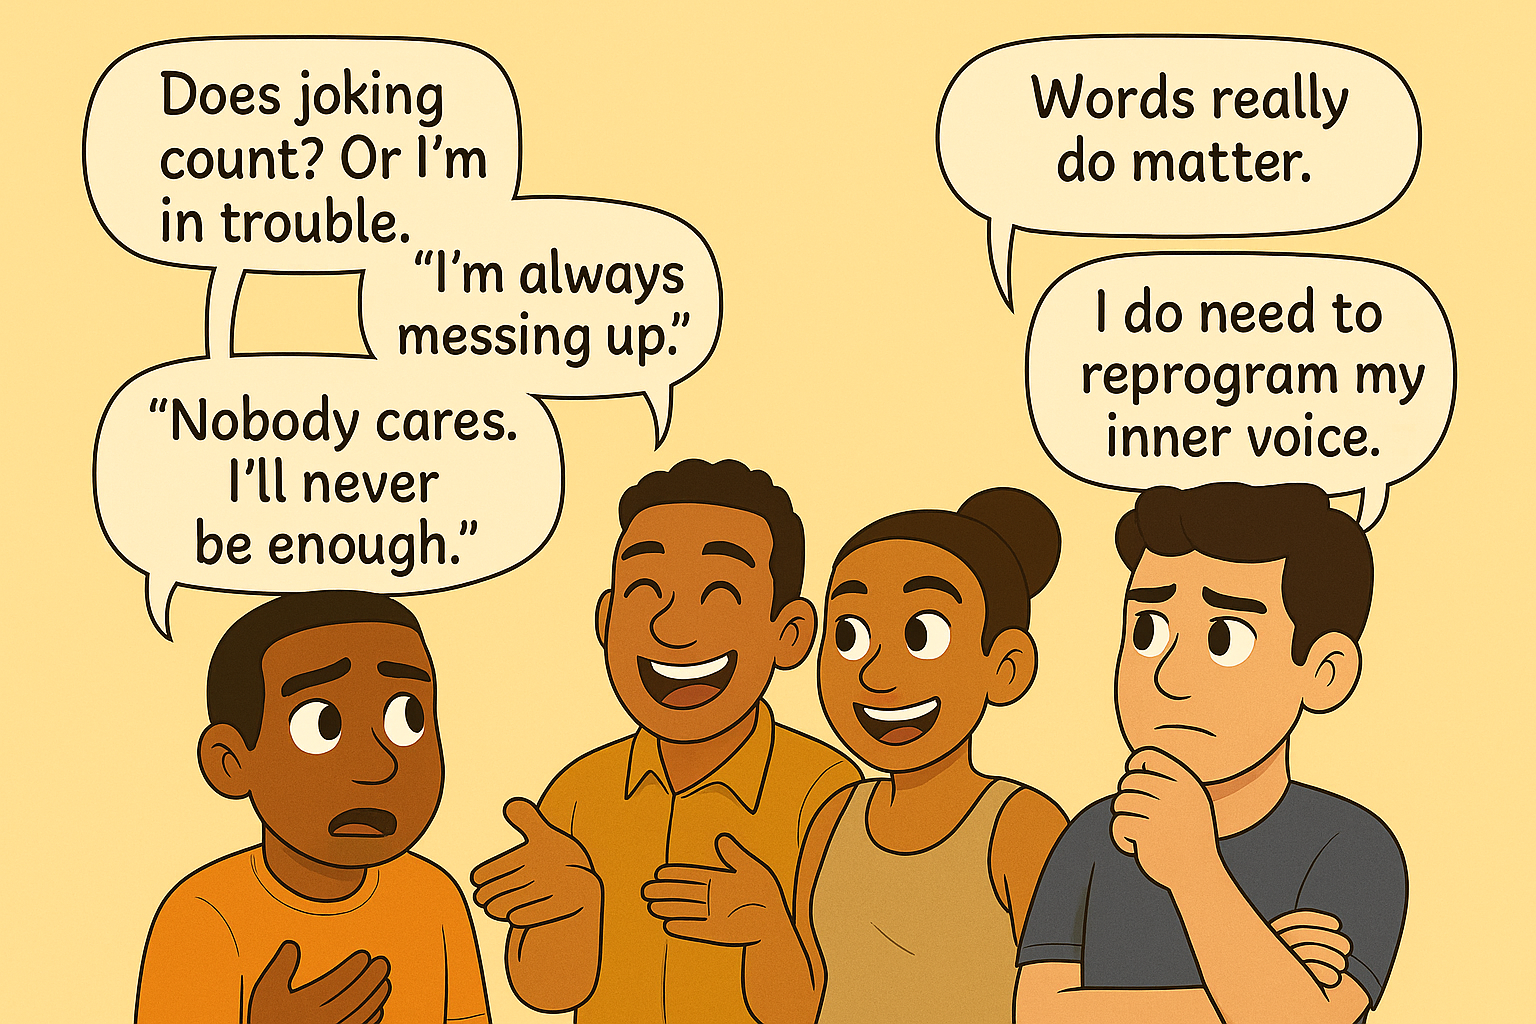 Does joking
count? Or I’m
in trouble.
“I’m always
messing up.”
“Nobody cares.
I’ll never
be enough.”
Words really
do matter.
I do need to
reprogram my
inner voice.